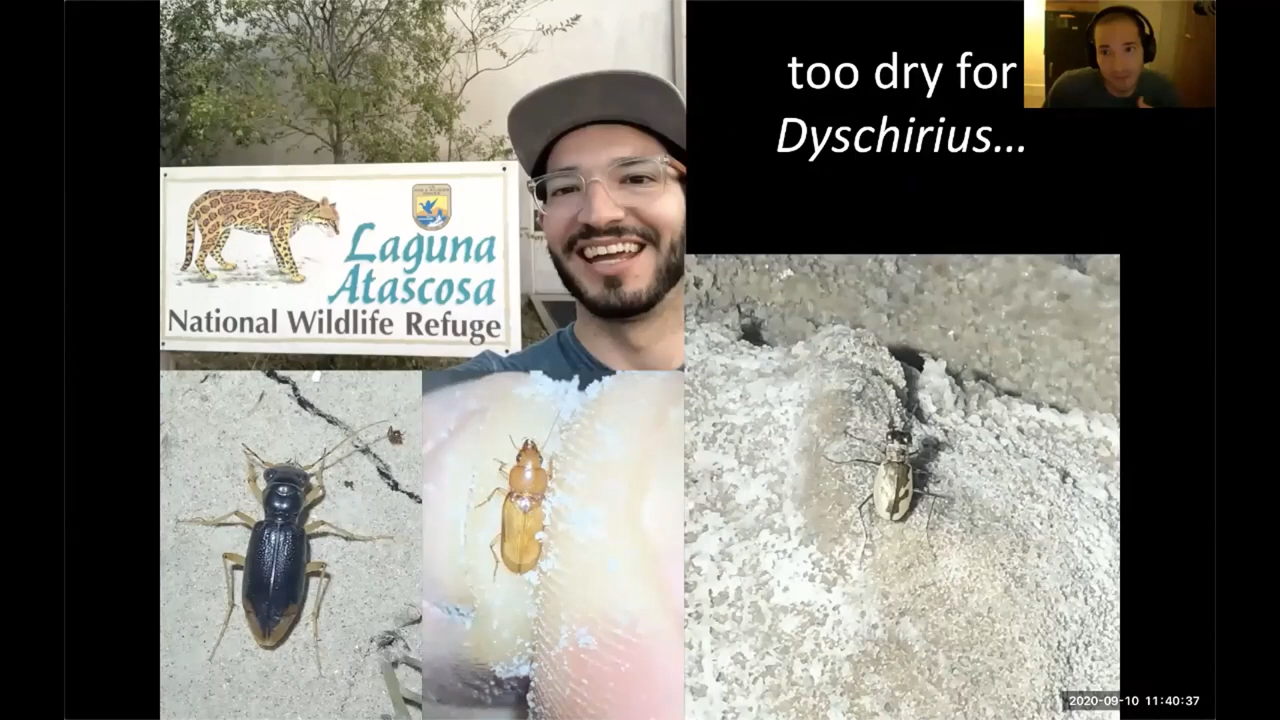 too dry for
Dyschirius...
Laguna
Atascosa
National Wildlife Refuge
2020-09-10 11:40:37